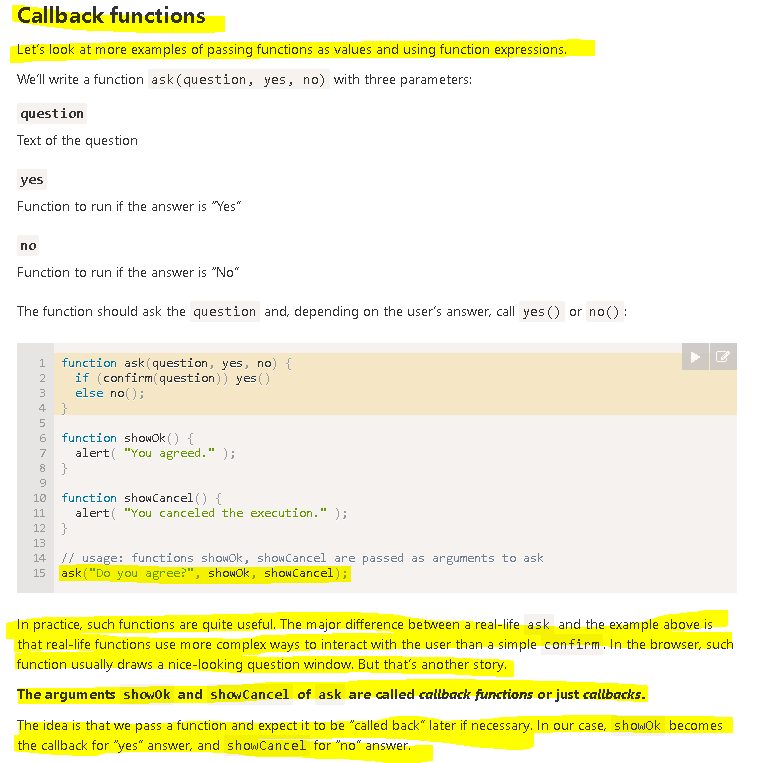 Callback functions
Let's look at more examples of passing functions as values and using function expressions.
We'll write a function ask(question, yes, no) with three parameters:
question
Text of the question
yes
Function to run if the answer is "Yes"
no
Function to run if the answer is "No"
The function should ask the question and, depending on the user's answer, call yes() or no():
1 function ask(question, yes, no) {
2 if (confirm(question)) yes()
3 else no();
4 }
5
6 function showOk() {
7 alert( "You agreed." );
8 }
9
10 function showCancel() {
11 alert( "You canceled the execution." );
12 }
13
14 // usage: functions showOk, showCancel are passed as arguments to ask
15 ask("Do you agree?", showOk, showCancel);
In practice, such functions are quite useful. The major difference between a real-life ask and the example above is
that real-life functions use more complex ways to interact with the user than a simple confirm. In the browser, such
function usually draws a nice-looking question window. But that's another story.
The arguments showOk and showCancel of ask are called callback functions or just callbacks.
The idea is that we pass a function and expect it to be "called back" later if necessary. In our case, showOk becomes
the callback for "yes" answer, and showCancel for "no" answer.